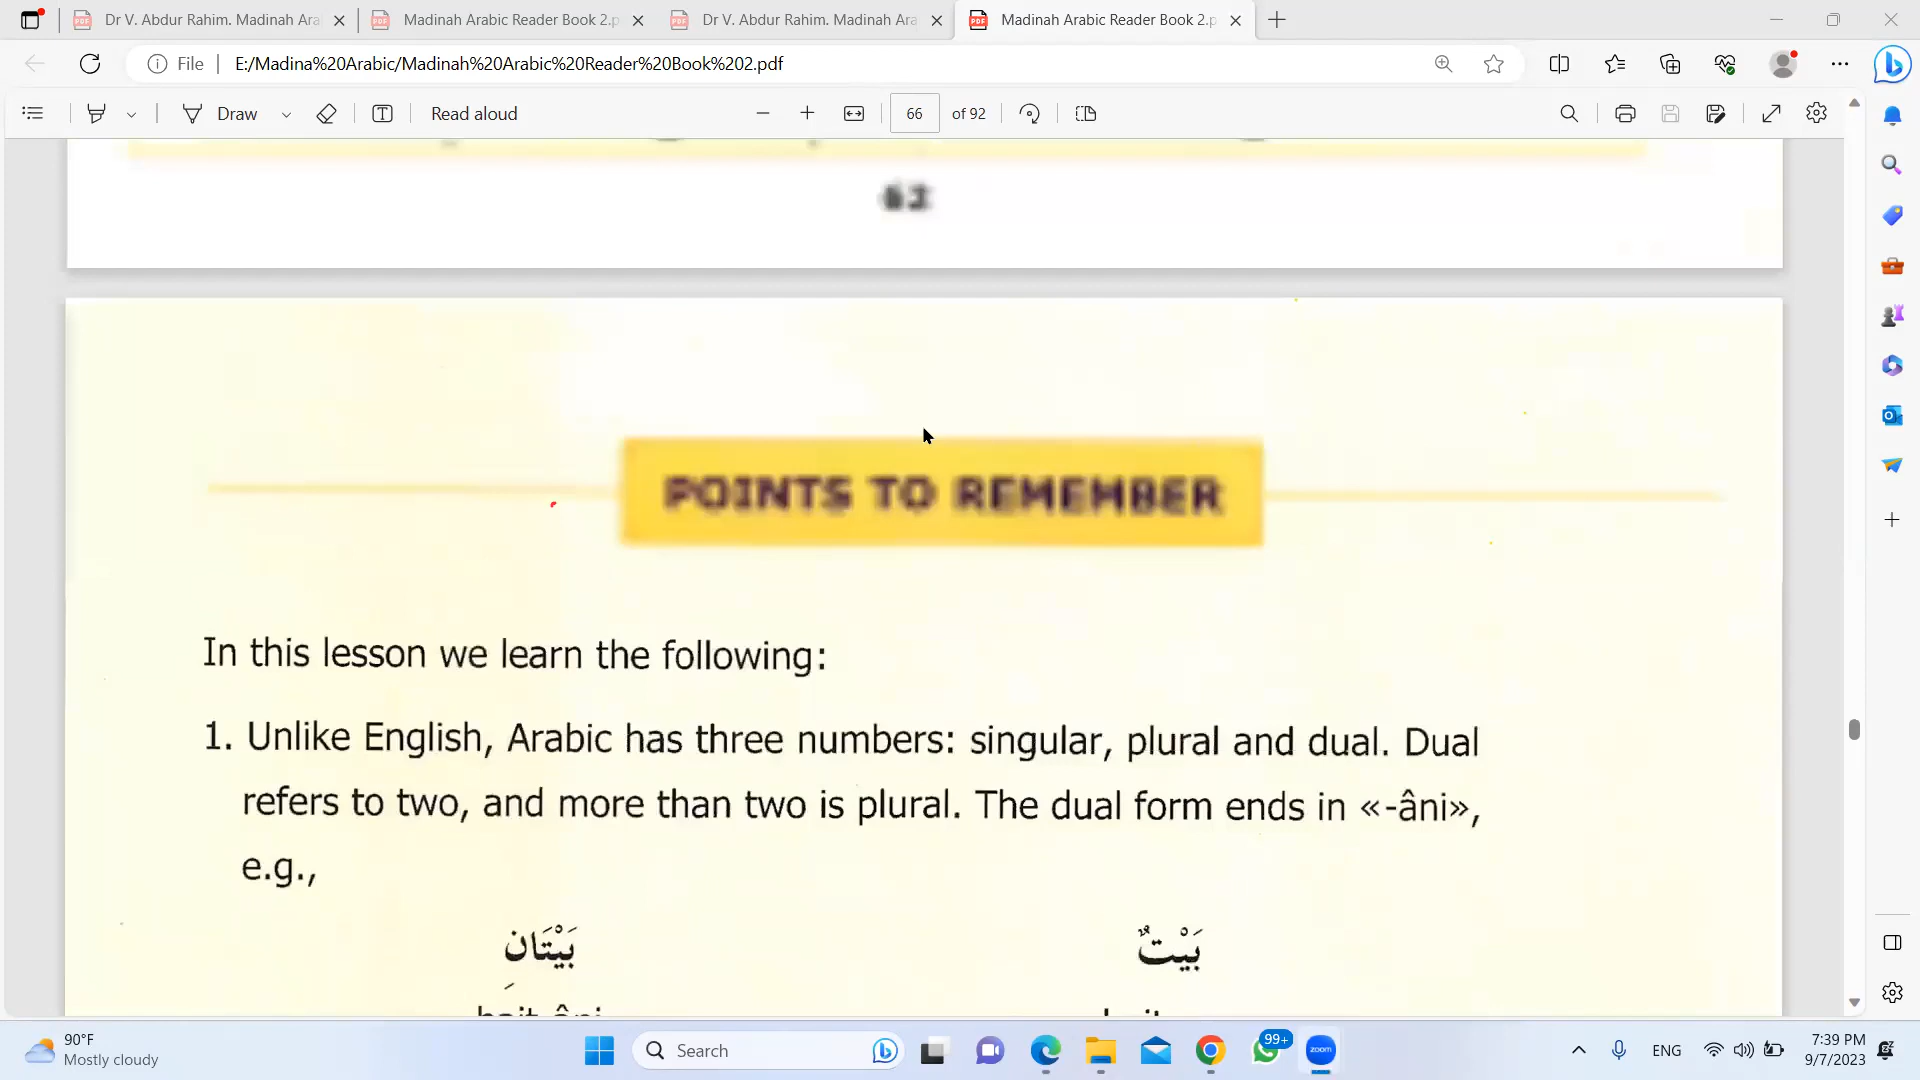 Dr V. Abdur Rahim. Madinah Ara
Madinah Arabic Reader Book 2.p
Dr V. Abdur Rahim. Madinah Ara
Madinah Arabic Reader Book 2.p
File
E:/Madina%20Arabic/Madinah%20Arabic%20Reader%20Book%202.pdf
Draw
Read aloud
66 of 92
POINTS TO REMEMBER
In this lesson we learn the following:
1. Unlike English, Arabic has three numbers: singular, plural and dual. Dual
refers to two, and more than two is plural. The dual form ends in «-âni»,
e.g.,
بَيْتٌ
بَيْتَانِ
90°F
Mostly cloudy
Search
99+
zoom
ENG
7:39 PM
9/7/2023